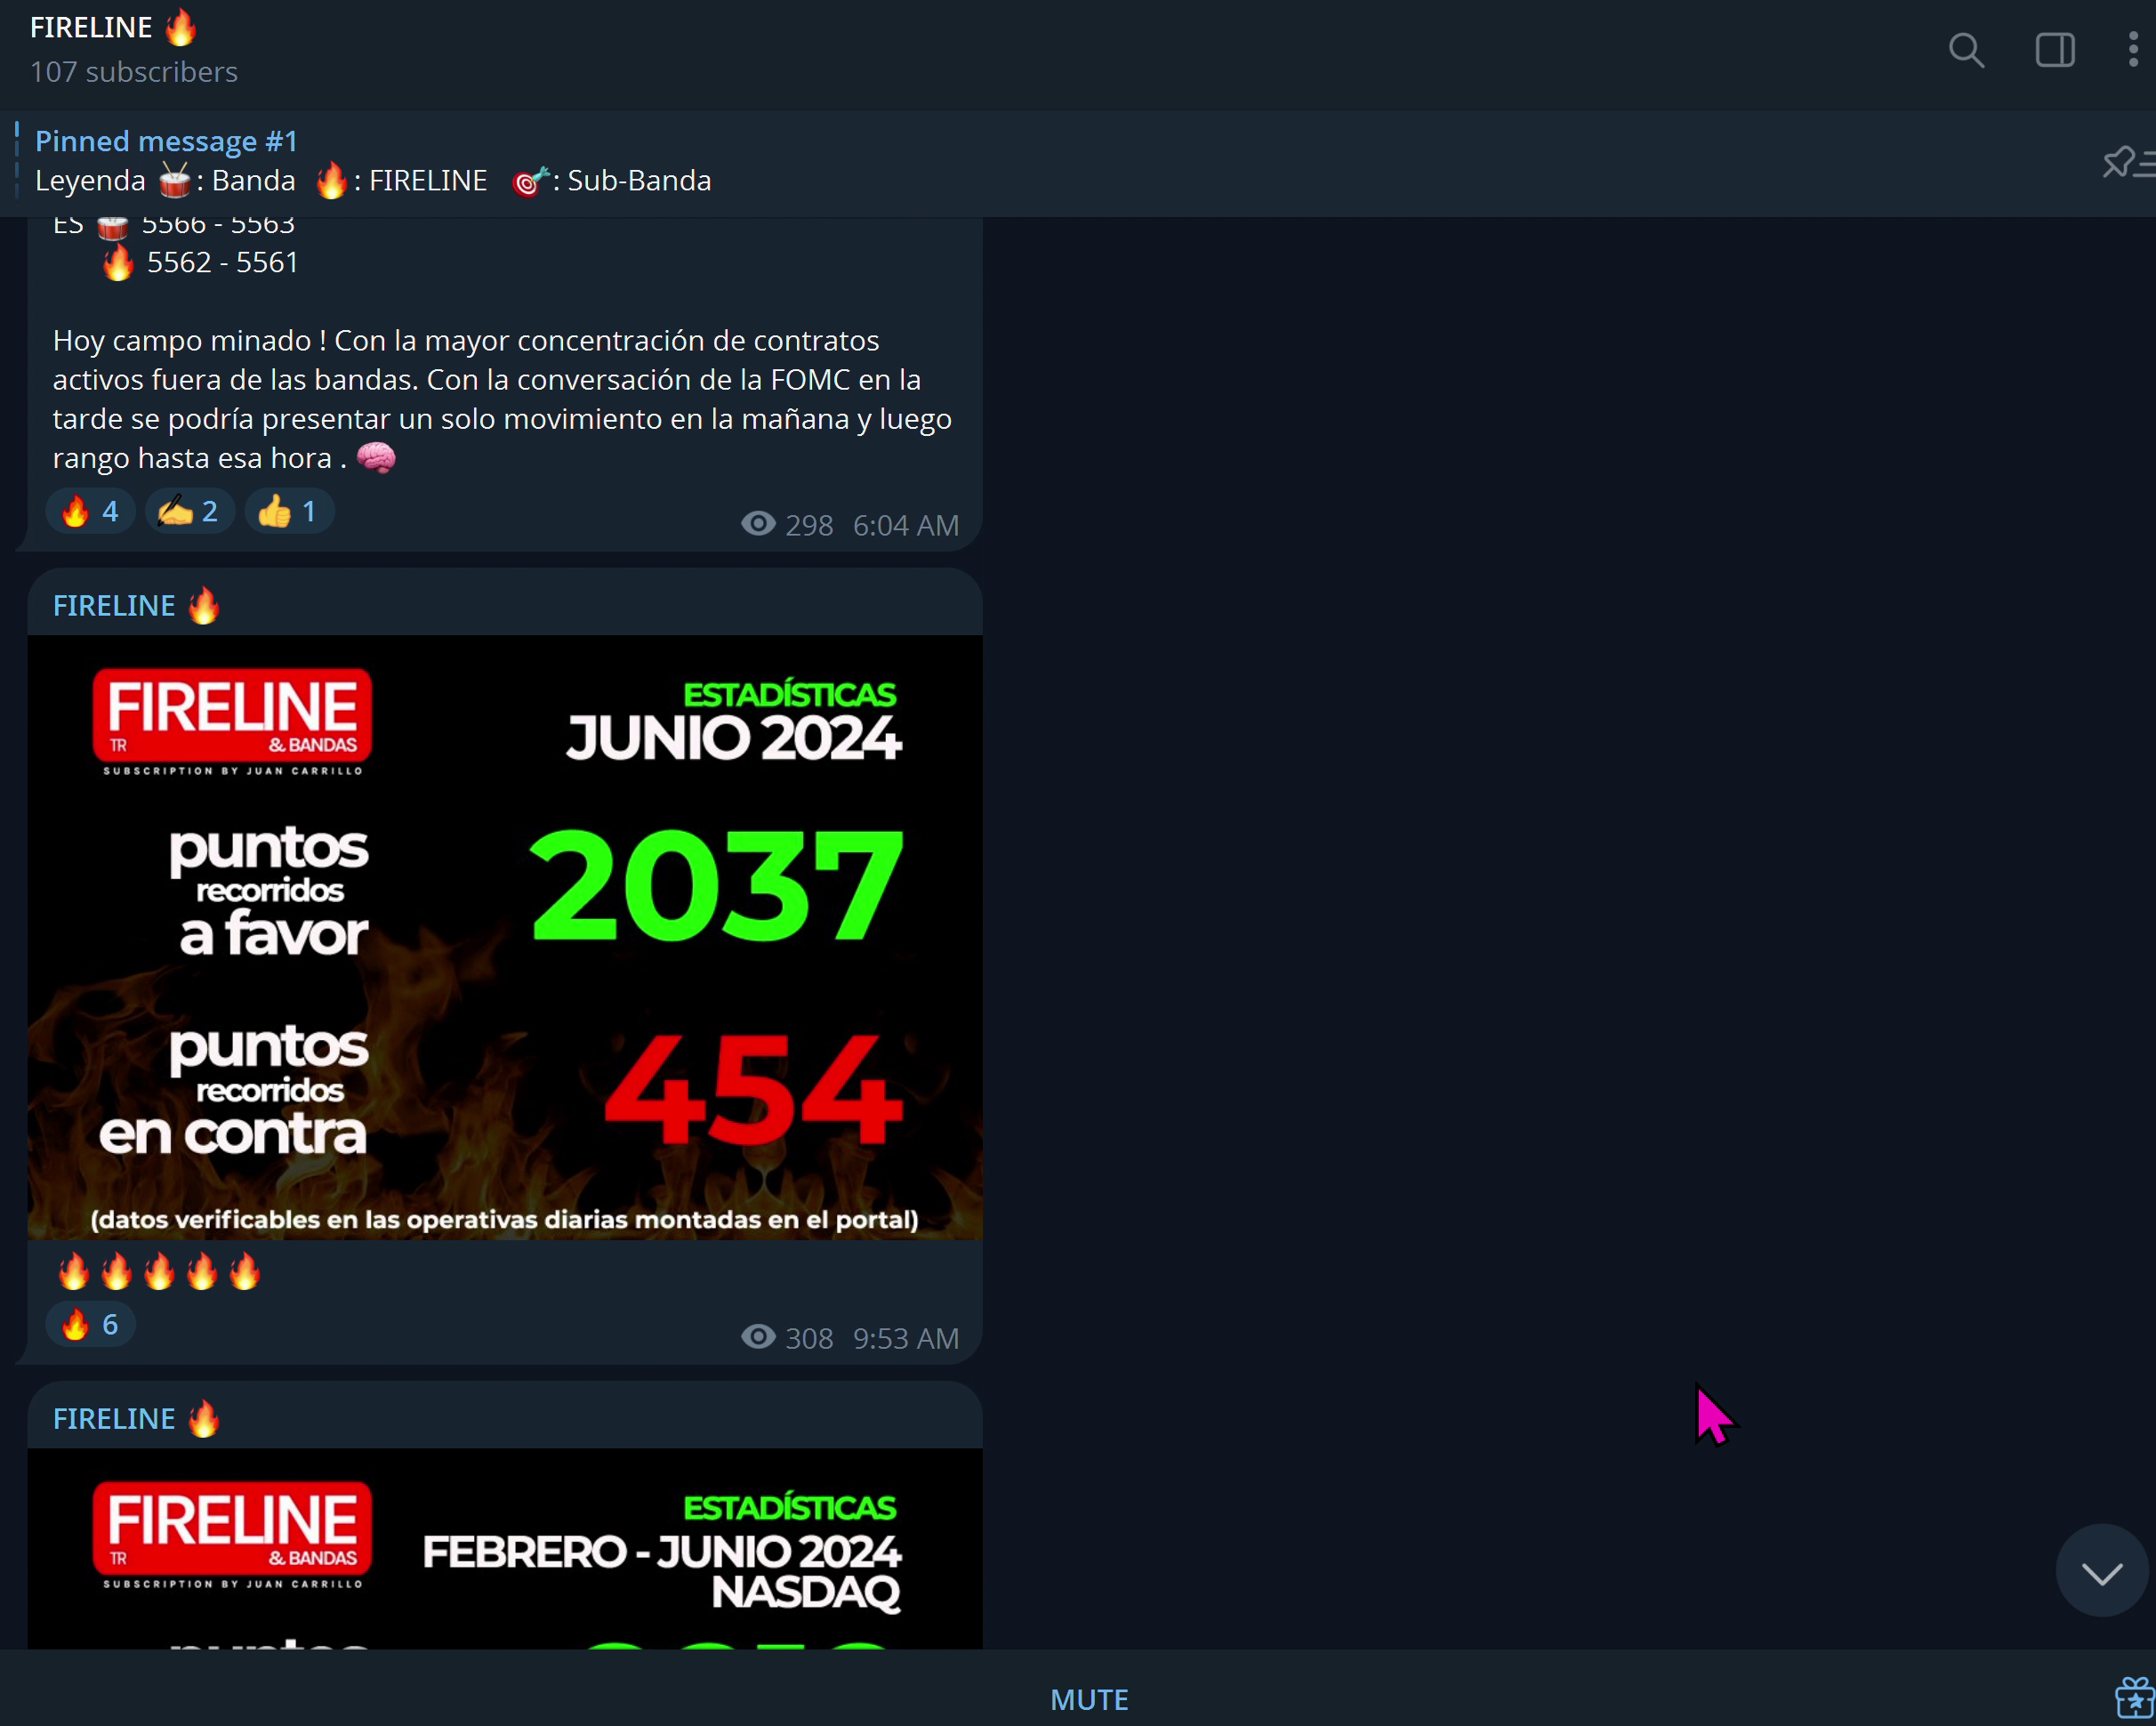 FIRELINE 🔥
107 subscribers
Pinned message #1
Leyenda 🥁: Banda 🔥: FIRELINE 🎯: Sub-Banda
ES 🥁 5566 - 5563
🔥 5562 - 5561
Hoy campo minado ! Con la mayor concentración de contratos
activos fuera de las bandas. Con la conversación de la FOMC en la
tarde se podría presentar un solo movimiento en la mañana y luego
rango hasta esa hora . 🧠
🔥 4 ✍️ 2 👍 1
298 6:04 AM
FIRELINE 🔥
FIRELINE
TR & BANDAS
SUBSCRIPTION BY JUAN CARRILLO
ESTADÍSTICAS
JUNIO 2024
puntos
recorridos
a favor
2037
puntos
recorridos
en contra
454
(datos verificables en las operativas diarias montadas en el portal)
🔥🔥🔥🔥🔥
🔥 6
308 9:53 AM
FIRELINE 🔥
FIRELINE
TR & BANDAS
SUBSCRIPTION BY JUAN CARRILLO
ESTADÍSTICAS
FEBRERO - JUNIO 2024
NASDAQ
MUTE